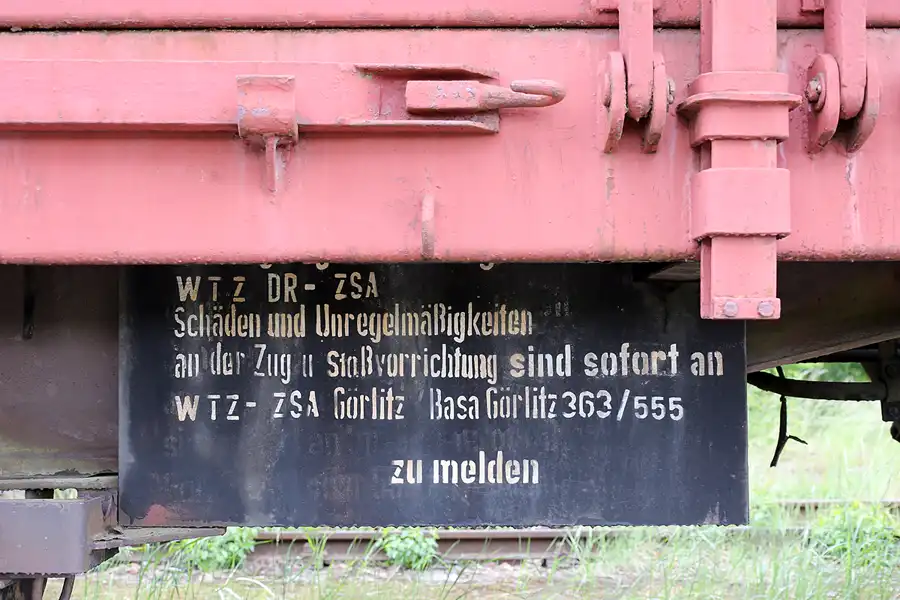 WTZ DR - ZSA
Schäden und Unregelmäßigkeiten
an der Zug u Stoßvorrichtung sind sofort an
WTZ - ZSA Görlitz Basa Görlitz 363/555
zu melden